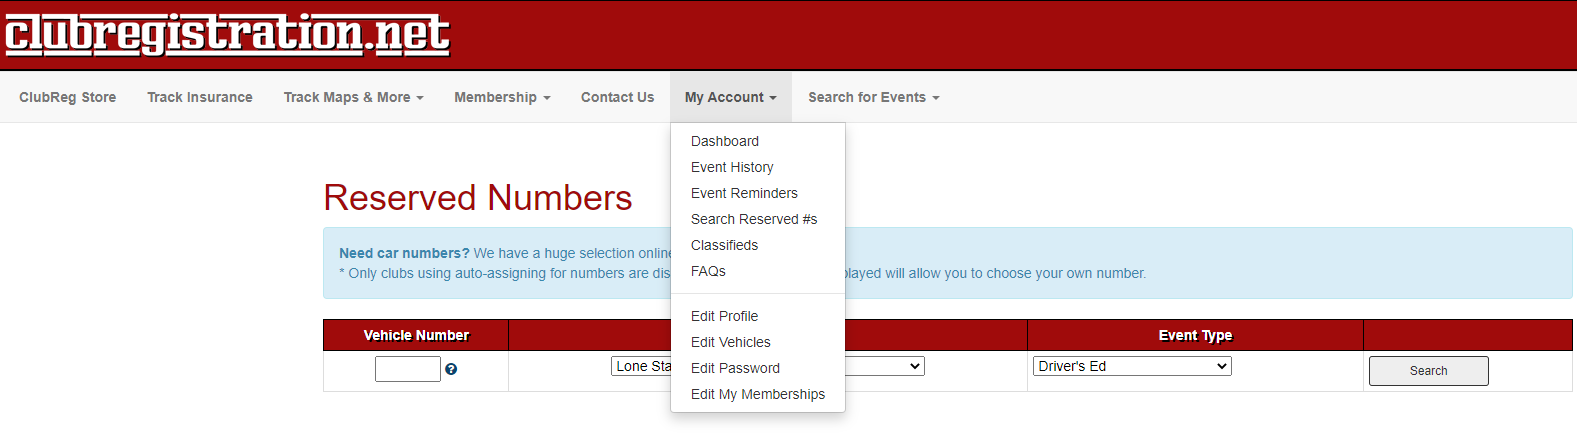 clubregistration.net
ClubReg Store Track Insurance Track Maps & More Membership Contact Us My Account Search for Events
Dashboard
Event History
Event Reminders
Search Reserved #s
Classifieds
FAQs
Edit Profile
Edit Vehicles
Edit Password
Edit My Memberships
Reserved Numbers
Need car numbers? We have a huge selection online
* Only clubs using auto-assigning for numbers are dis played will allow you to choose your own number.
Vehicle Number Event Type
? Lone Sta Driver's Ed Search